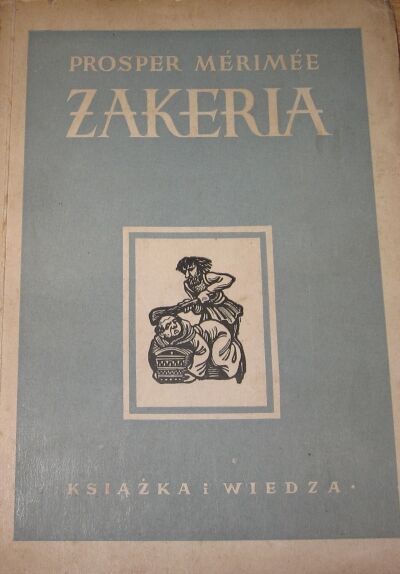 PROSPER MÉRIMÉE
ŻAKERIA
KSIĄŻKA i WIEDZA